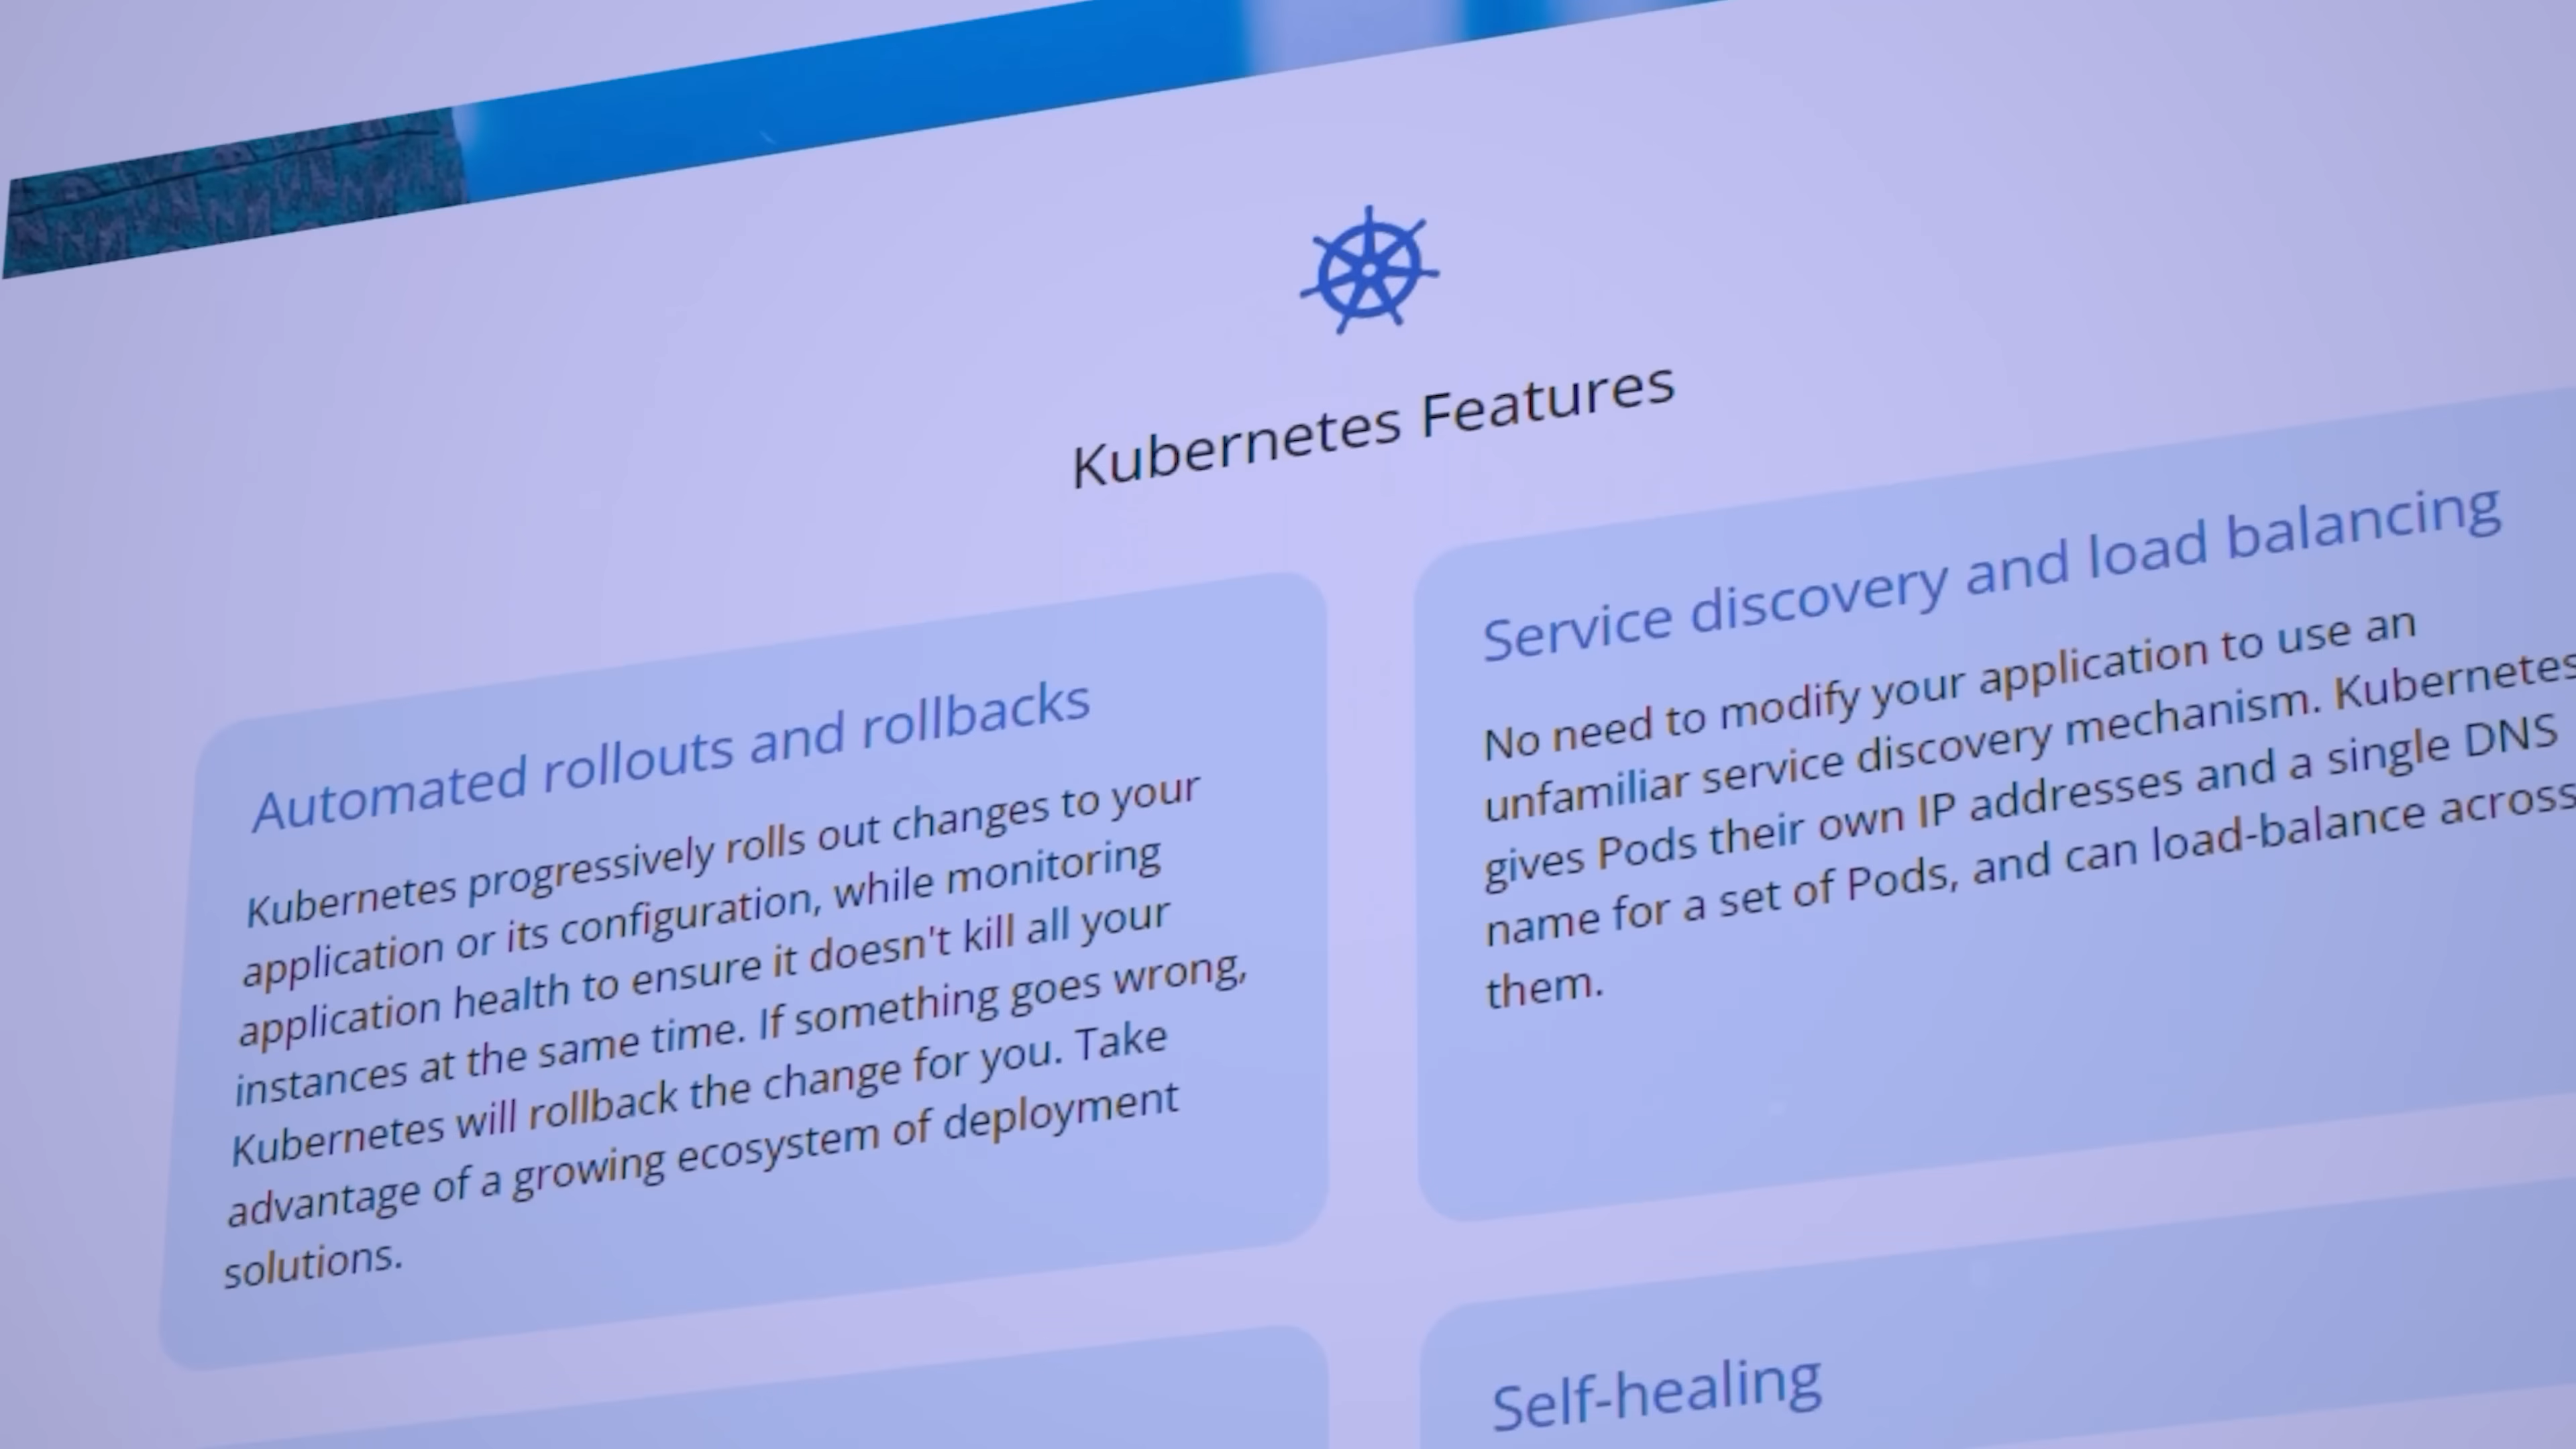 Kubernetes Features
Automated rollouts and rollbacks
Kubernetes progressively rolls out changes to your
application or its configuration, while monitoring
application health to ensure it doesn't kill all your
instances at the same time. If something goes wrong,
Kubernetes will rollback the change for you. Take
advantage of a growing ecosystem of deployment
solutions.
Service discovery and load balancing
No need to modify your application to use an
unfamiliar service discovery mechanism. Kubernetes
gives Pods their own IP addresses and a single DNS
name for a set of Pods, and can load-balance across
them.
Self-healing